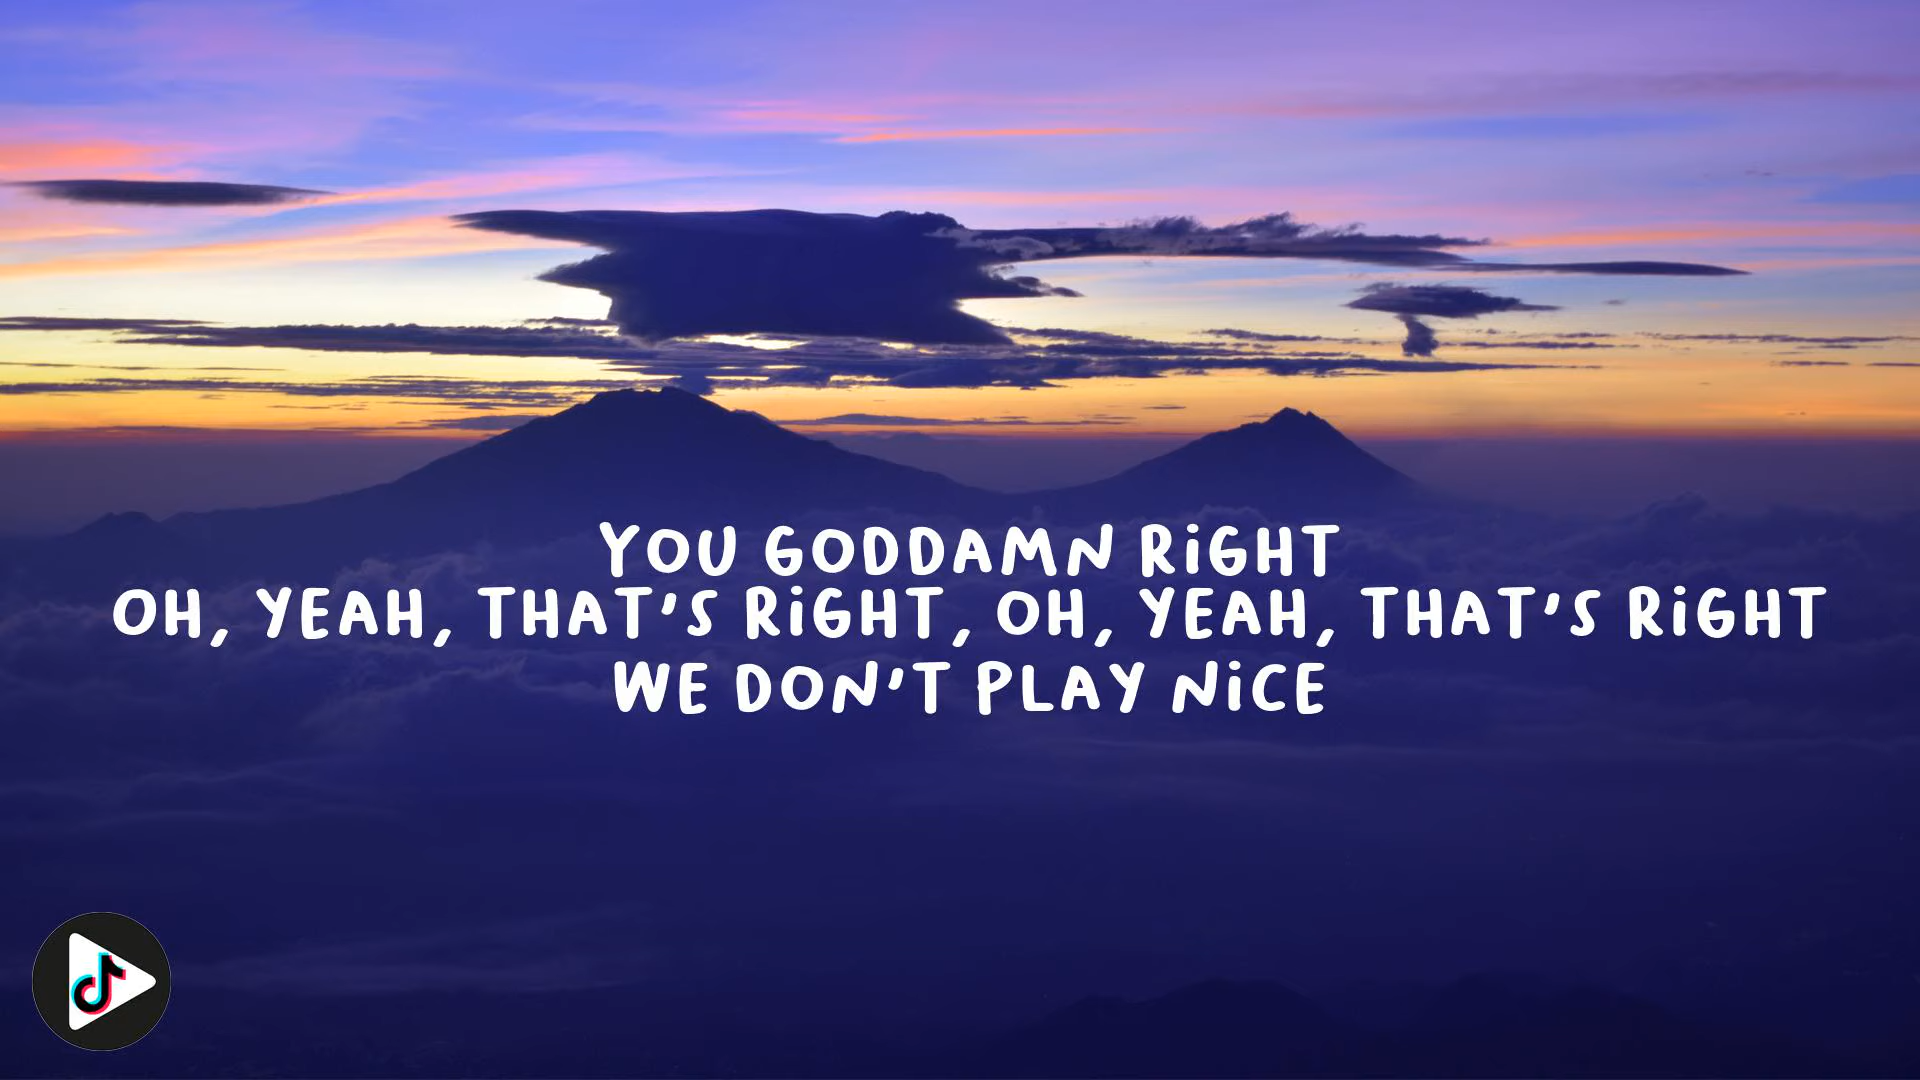 YOU GODDAMN RiGHT
OH, YEAH, THAT'S RiGHT, OH, YEAH, THAT'S RiGHT
WE DON'T PLAY NiCE